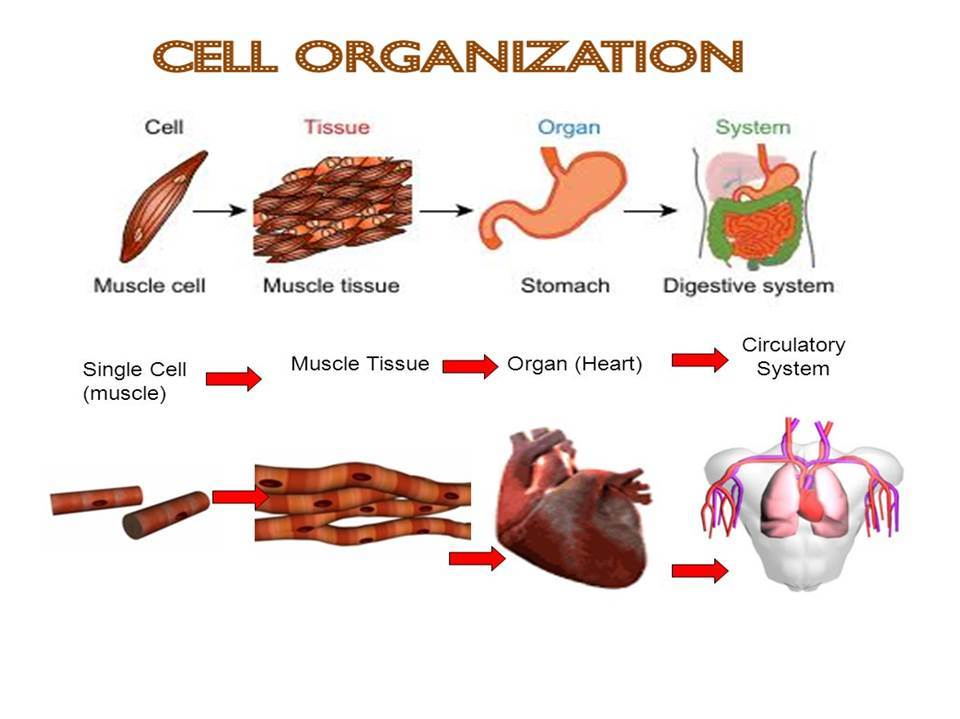 CELL ORGANIZATION
Cell
Tissue
Organ
System
Muscle cell
Muscle tissue
Stomach
Digestive system
Single Cell
(muscle)
Muscle Tissue
Organ (Heart)
Circulatory
System